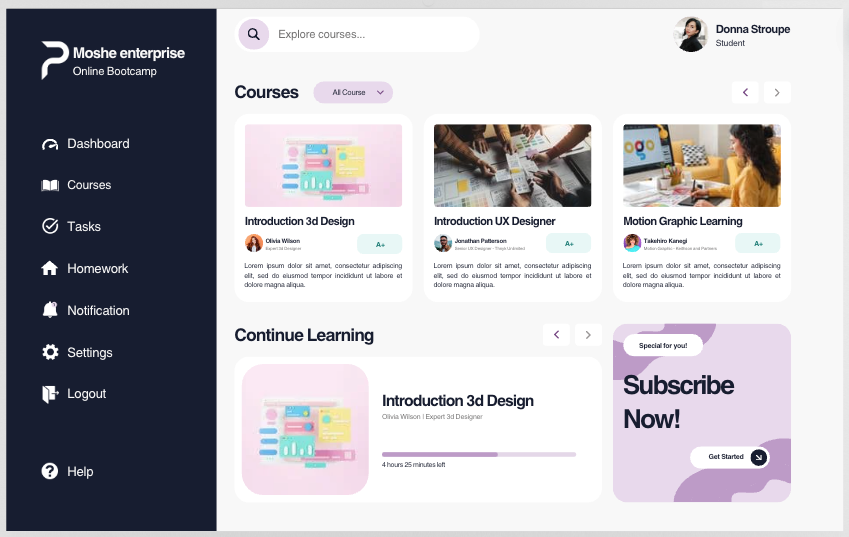 Moshe enterprise
Online Bootcamp
Dashboard
Courses
Tasks
Homework
Notification
Settings
Logout
Help
Explore courses...
Donna Stroupe
Student
Courses
All Course
Introduction 3d Design
Olivia Wilson
Expert 3d Designer
A+
Lorem ipsum dolor sit amet, consectetur adipiscing
elit, sed do eiusmod tempor incididunt ut labore et
dolore magna aliqua.
Introduction UX Designer
Jonathan Patterson
Senior UX Designer - Think Unlimited
A+
Lorem ipsum dolor sit amet, consectetur adipiscing
elit, sed do eiusmod tempor incididunt ut labore et
dolore magna aliqua.
ogo
Motion Graphic Learning
Takehiro Kanegi
Motion Graphic - Redison and Partners
A+
Lorem ipsum dolor sit amet, consectetur adipiscing
elit, sed do eiusmod tempor incididunt ut labore et
dolore magna aliqua.
Continue Learning
Introduction 3d Design
Olivia Wilson I Expert 3d Designer
4 hours 25 minutes left
Special for you!
Subscribe
Now!
Get Started